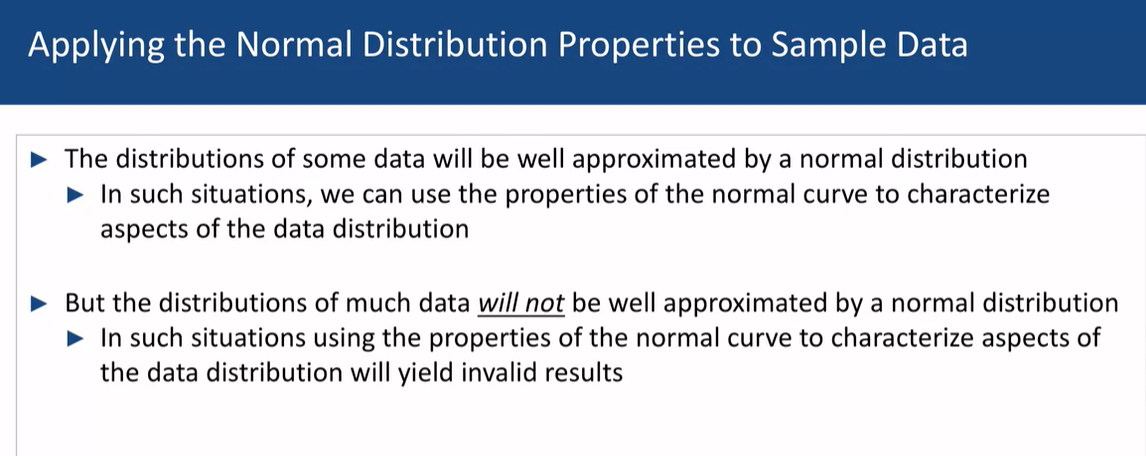 Applying the Normal Distribution Properties to Sample Data
The distributions of some data will be well approximated by a normal distribution
In such situations, we can use the properties of the normal curve to characterize
aspects of the data distribution
But the distributions of much data will not be well approximated by a normal distribution
In such situations using the properties of the normal curve to characterize aspects of
the data distribution will yield invalid results